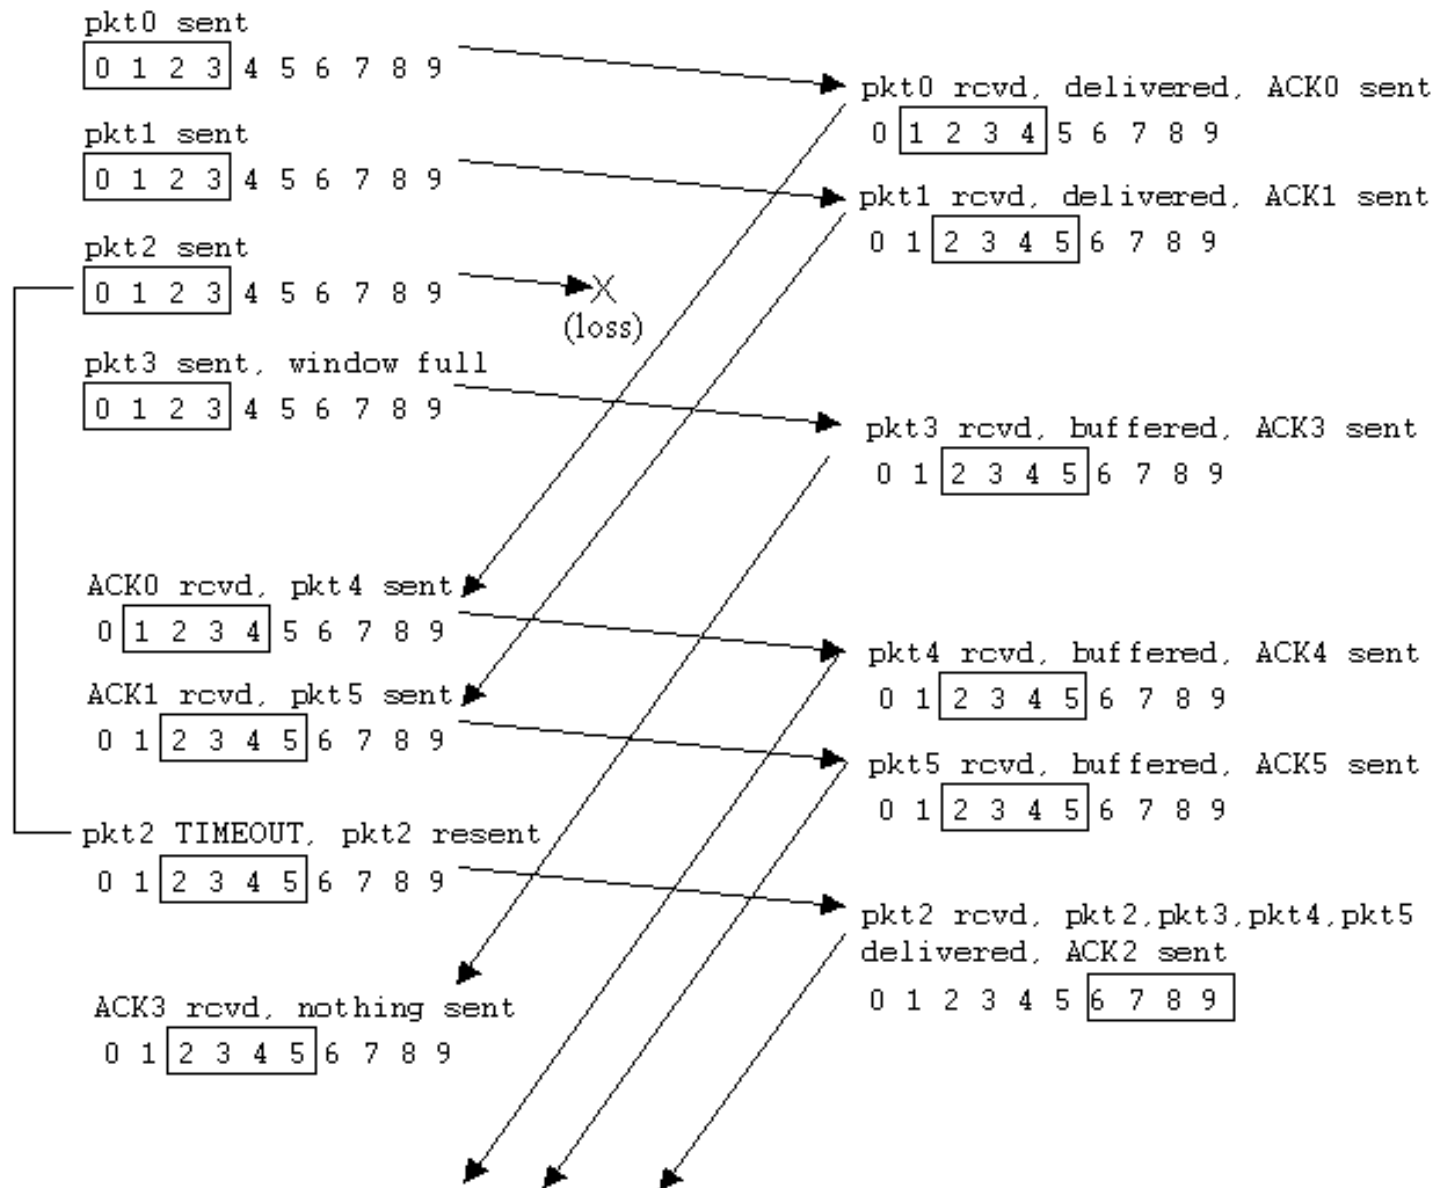 pkt0 sent
0 1 2 3 4 5 6 7 8 9
pkt1 sent
0 1 2 3 4 5 6 7 8 9
pkt2 sent
0 1 2 3 4 5 6 7 8 9
X
(loss)
pkt3 sent, window full
0 1 2 3 4 5 6 7 8 9
ACK0 rcvd, pkt4 sent
0 1 2 3 4 5 6 7 8 9
ACK1 rcvd, pkt5 sent
0 1 2 3 4 5 6 7 8 9
pkt2 TIMEOUT, pkt2 resent
0 1 2 3 4 5 6 7 8 9
ACK3 rcvd, nothing sent
0 1 2 3 4 5 6 7 8 9
pkt0 rcvd, delivered, ACK0 sent
0 1 2 3 4 5 6 7 8 9
pkt1 rcvd, delivered, ACK1 sent
0 1 2 3 4 5 6 7 8 9
pkt3 rcvd, buffered, ACK3 sent
0 1 2 3 4 5 6 7 8 9
pkt4 rcvd, buffered, ACK4 sent
0 1 2 3 4 5 6 7 8 9
pkt5 rcvd, buffered, ACK5 sent
0 1 2 3 4 5 6 7 8 9
pkt2 rcvd, pkt2,pkt3,pkt4,pkt5
delivered, ACK2 sent
0 1 2 3 4 5 6 7 8 9